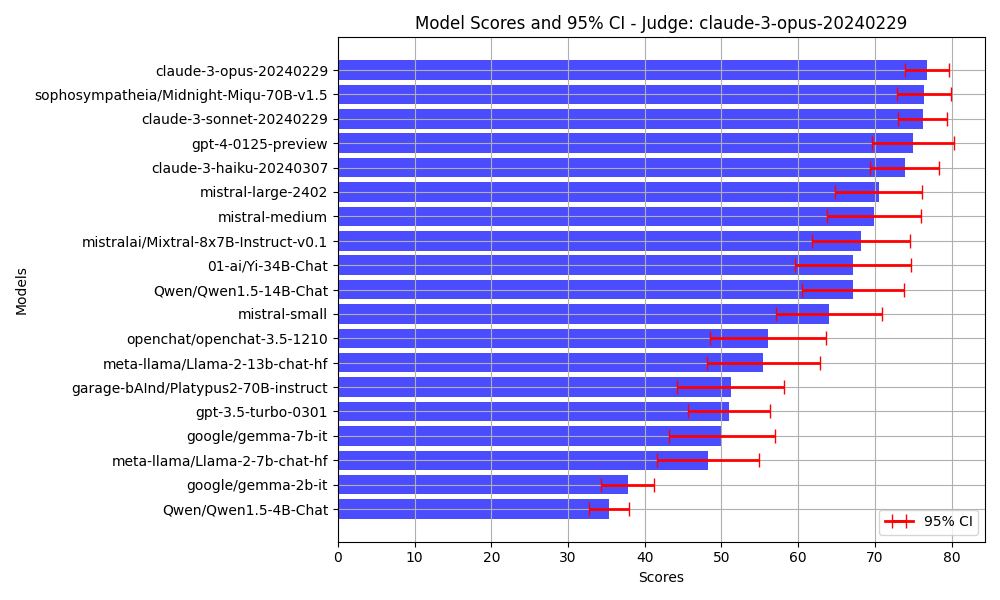 Model Scores and 95% CI - Judge: claude-3-opus-20240229
claude-3-opus-20240229
sophosympatheia/Midnight-Miqu-70B-v1.5
claude-3-sonnet-20240229
gpt-4-0125-preview
claude-3-haiku-20240307
mistral-large-2402
mistral-medium
mistralai/Mixtral-8x7B-Instruct-v0.1
01-ai/Yi-34B-Chat
Qwen/Qwen1.5-14B-Chat
mistral-small
openchat/openchat-3.5-1210
meta-llama/Llama-2-13b-chat-hf
garage-bAInd/Platypus2-70B-instruct
gpt-3.5-turbo-0301
google/gemma-7b-it
meta-llama/Llama-2-7b-chat-hf
google/gemma-2b-it
Qwen/Qwen1.5-4B-Chat
Models
95% CI
0 10 20 30 40 50 60 70 80
Scores